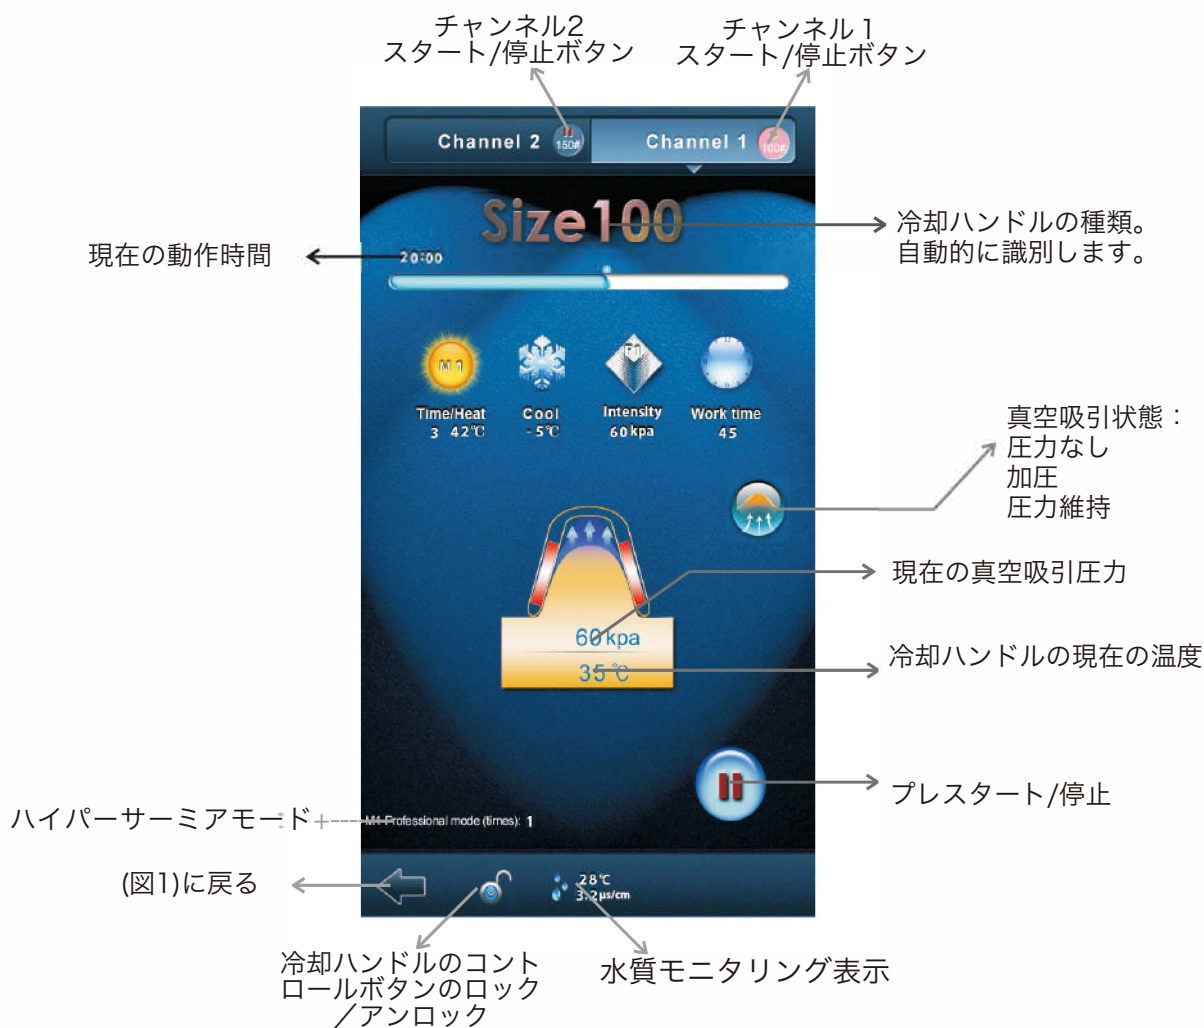 チャンネル2
スタート/停止ボタン
チャンネル1
スタート/停止ボタン
Channel 2
150#
Channel 1
100#
Size100
冷却ハンドルの種類。
自動的に識別します。
現在の動作時間
20:00
M 1
P1
12
Time/Heat
3 42℃
Cool
- 5℃
Intensity
60 kpa
Work time
45
真空吸引状態：
圧力なし
加圧
圧力維持
現在の真空吸引圧力
60 kpa
冷却ハンドルの現在の温度
35 ℃
プレスタート/停止
ハイパーサーミアモード
M1 Professional mode (times): 1
(図1)に戻る
28℃
3.2 μs/cm
冷却ハンドルのコント
ロールボタンのロック
／アンロック
水質モニタリング表示